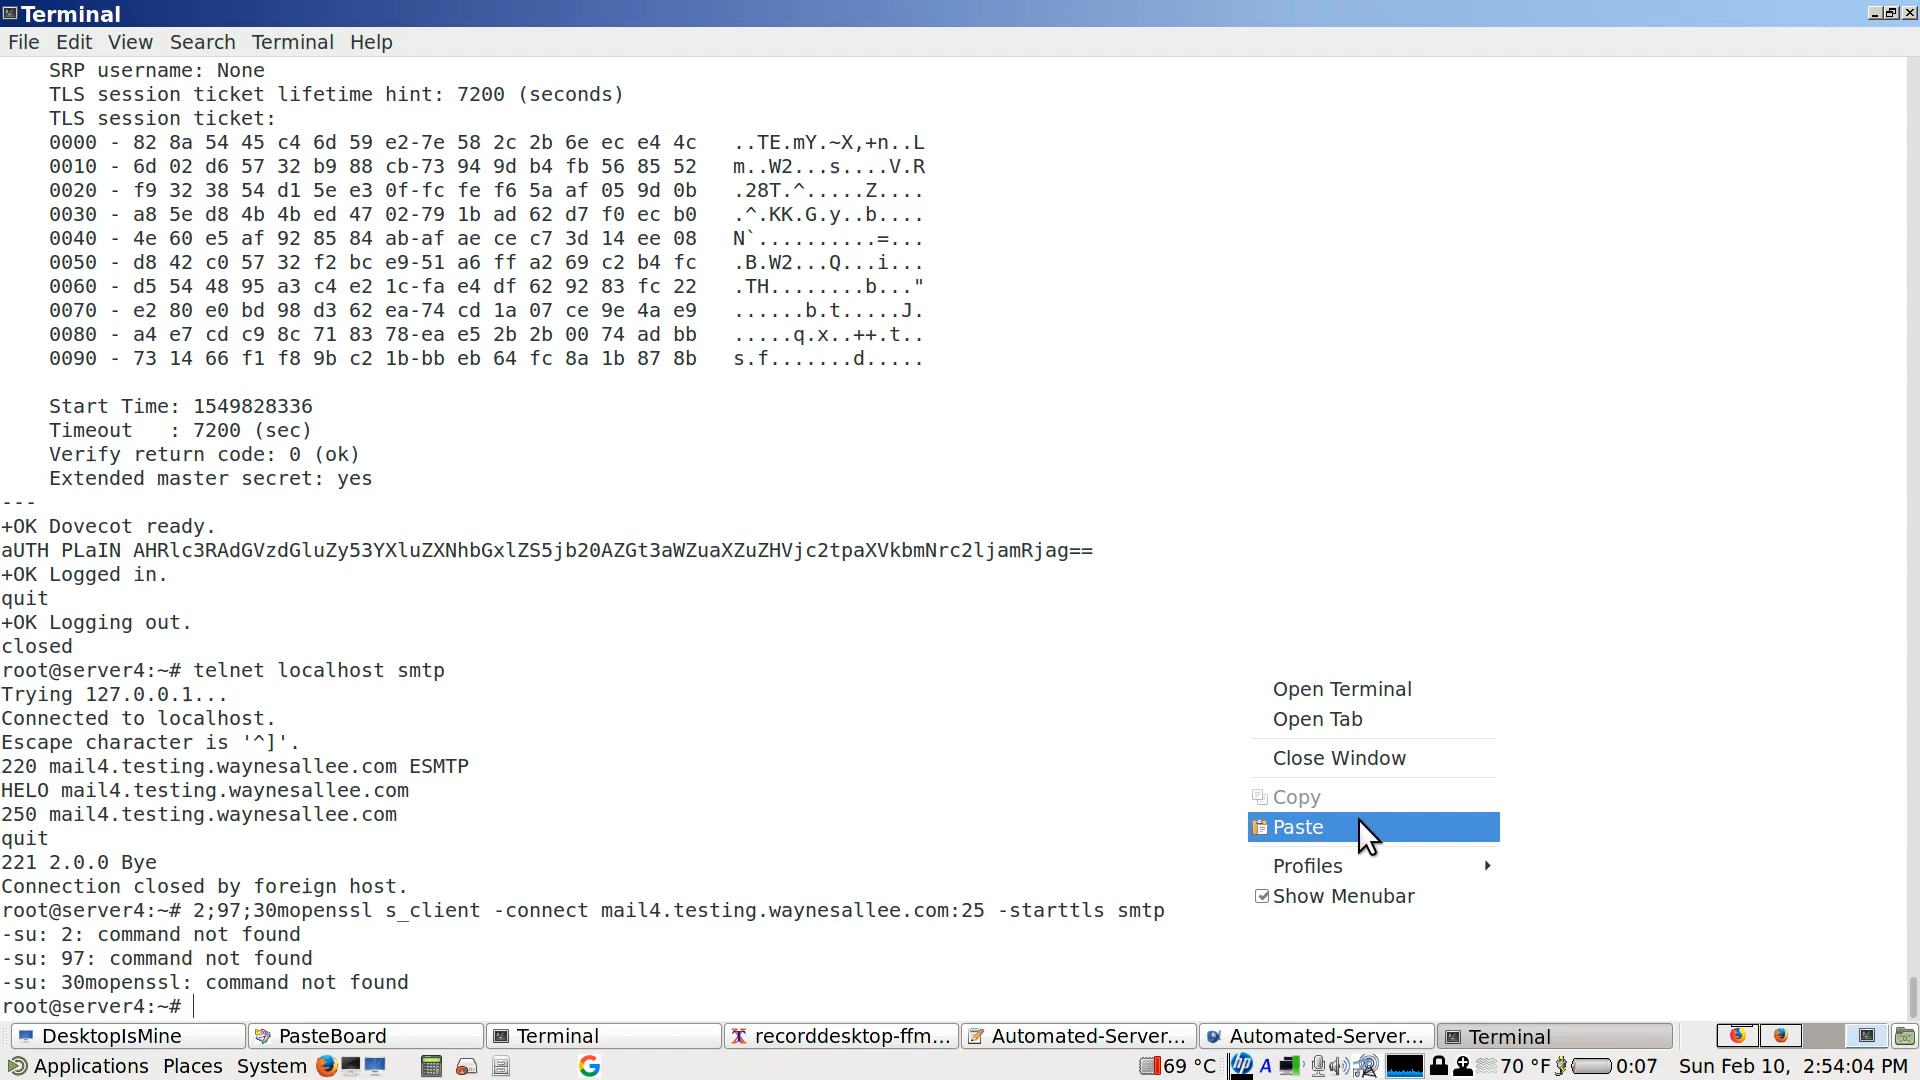 Terminal
File Edit View Search Terminal Help
SRP username: None
TLS session ticket lifetime hint: 7200 (seconds)
TLS session ticket:
0000 - 82 8a 54 45 c4 6d 59 e2-7e 58 2c 2b 6e ec e4 4c   ..TE.mY.~X,+n..L
0010 - 6d 02 d6 57 32 b9 88 cb-73 94 9d b4 fb 56 85 52   m..W2...s....V.R
0020 - f9 32 38 54 d1 5e e3 0f-fc fe f6 5a af 05 9d 0b   .28T.^.....Z....
0030 - a8 5e d8 4b 4b ed 47 02-79 1b ad 62 d7 f0 ec b0   .^.KK.G.y..b....
0040 - 4e 60 e5 af 92 85 84 ab-af ae ce c7 3d 14 ee 08   N`..........=...
0050 - d8 42 c0 57 32 f2 bc e9-51 a6 ff a2 69 c2 b4 fc   .B.W2...Q...i...
0060 - d5 54 48 95 a3 c4 e2 1c-fa e4 df 62 92 83 fc 22   .TH........b..."
0070 - e2 80 e0 bd 98 d3 62 ea-74 cd 1a 07 ce 9e 4a e9   ......b.t.....J.
0080 - a4 e7 cd c9 8c 71 83 78-ea e5 2b 2b 00 74 ad bb   .....q.x..++.t..
0090 - 73 14 66 f1 f8 9b c2 1b-bb eb 64 fc 8a 1b 87 8b   s.f.......d.....
Start Time: 1549828336
Timeout   : 7200 (sec)
Verify return code: 0 (ok)
Extended master secret: yes
---
+OK Dovecot ready.
aUTH PLaIN AHRlc3RAdGVzdGluZy53YXluZXNhbGxlZS5jb20AZGt3aWZuaXZuZHVjc2tpaXVkbmNrc2ljamRjag==
+OK Logged in.
quit
+OK Logging out.
closed
root@server4:~# telnet localhost smtp
Trying 127.0.0.1...
Connected to localhost.
Escape character is '^]'.
220 mail4.testing.waynesallee.com ESMTP
HELO mail4.testing.waynesallee.com
250 mail4.testing.waynesallee.com
quit
221 2.0.0 Bye
Connection closed by foreign host.
root@server4:~# 2;97;30mopenssl s_client -connect mail4.testing.waynesallee.com:25 -starttls smtp
-su: 2: command not found
-su: 97: command not found
-su: 30mopenssl: command not found
root@server4:~#
Open Terminal
Open Tab
Close Window
Copy
Paste
Profiles
Show Menubar
DesktopIsMine PasteBoard Terminal recorddesktop-ffm... Automated-Server... Automated-Server... Terminal
Applications Places System 69 °C 70 °F 0:07 Sun Feb 10, 2:54:04 PM